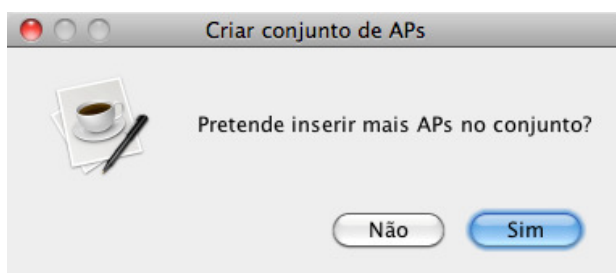 Criar conjunto de APs
Pretende inserir mais APs no conjunto?
Não Sim